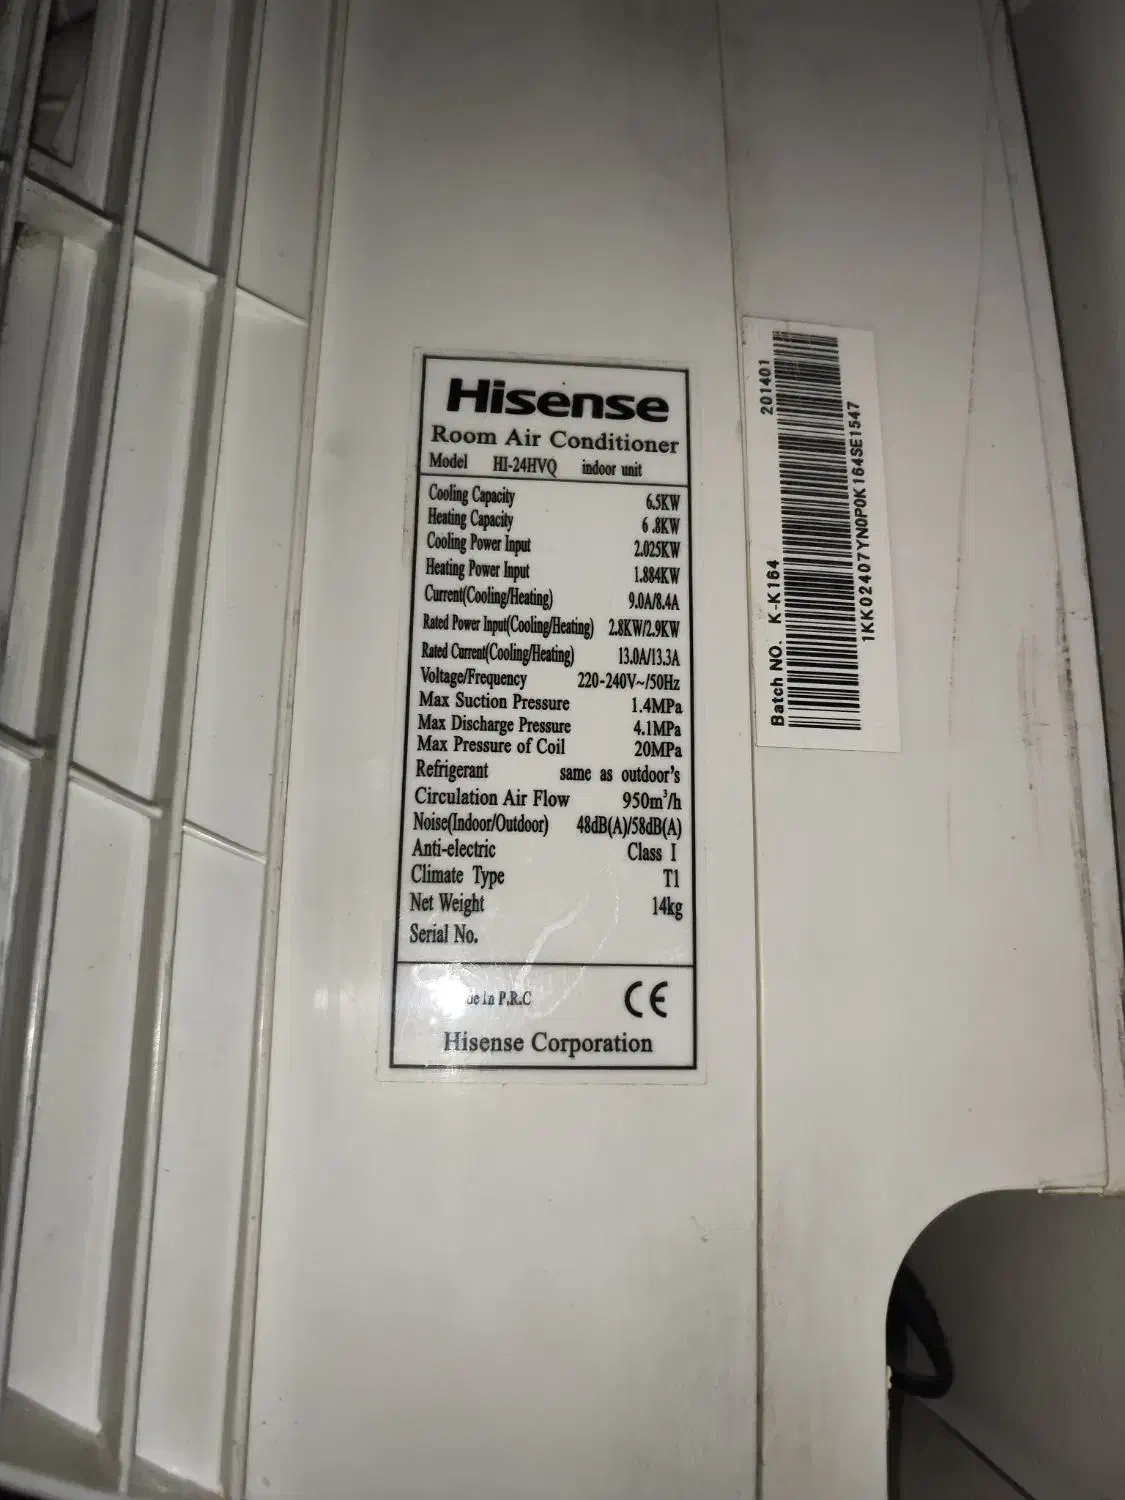 Hisense
Room Air Conditioner
Model HI-24HVQ indoor unit
Cooling Capacity 6.5KW
Heating Capacity 6.8KW
Cooling Power Input 2.025KW
Heating Power Input 1.884KW
Current(Cooling/Heating) 9.0A/8.4A
Rated Power Input(Cooling/Heating) 2.8KW/2.9KW
Rated Current(Cooling/Heating) 13.0A/13.3A
Voltage/Frequency 220-240V~/50Hz
Max Suction Pressure 1.4MPa
Max Discharge Pressure 4.1MPa
Max Pressure of Coil 20MPa
Refrigerant same as outdoor's
Circulation Air Flow 950m³/h
Noise(Indoor/Outdoor) 48dB(A)/58dB(A)
Anti-electric Class I
Climate Type T1
Net Weight 14kg
Serial No.
In P.R.C CE
Hisense Corporation
Batch NO. K-K164 201401
1KK02407YN0P0K164SE1547